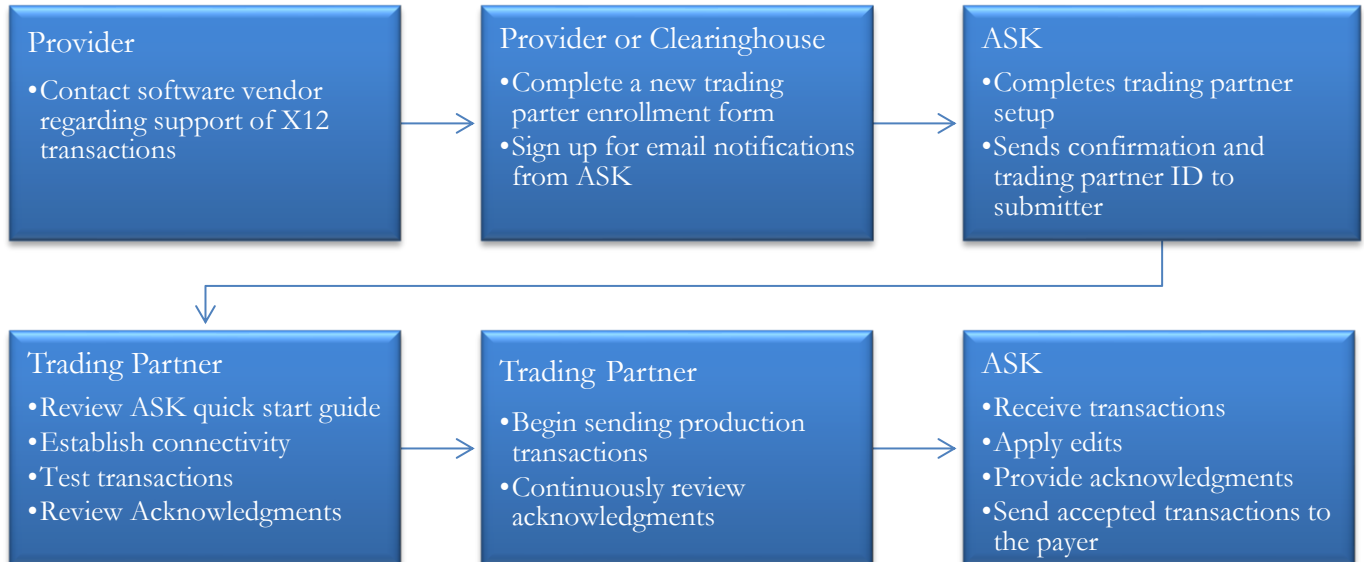 Provider
•Contact software vendor
regarding support of X12
transactions
Provider or Clearinghouse
•Complete a new trading
parter enrollment form
•Sign up for email notifications
from ASK
ASK
•Completes trading partner
setup
•Sends confirmation and
trading partner ID to
submitter
Trading Partner
•Review ASK quick start guide
•Establish connectivity
•Test transactions
•Review Acknowledgments
Trading Partner
•Begin sending production
transactions
•Continuously review
acknowledgments
ASK
•Receive transactions
•Apply edits
•Provide acknowledgments
•Send accepted transactions to
the payer